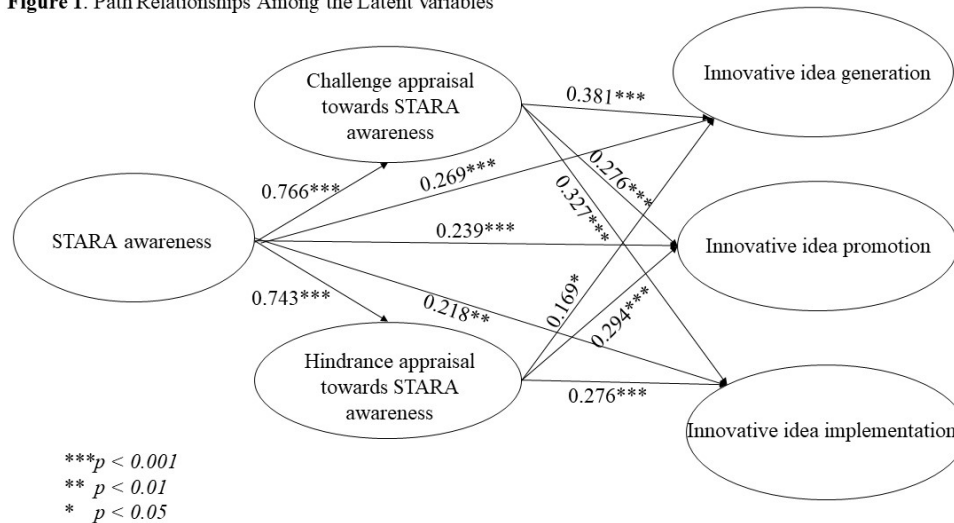 Figure 1. Path Relationships Among the Latent Variables
Innovative idea generation
Challenge appraisal
towards STARA
awareness
0.381***
0.276***
0.327***
0.269***
0.766***
STARA awareness
0.239***
Innovative idea promotion
0.743***
0.218**
0.169*
0.294***
Hindrance appraisal
towards STARA
awareness
0.276***
Innovative idea implementation
***p < 0.001
** p < 0.01
* p < 0.05